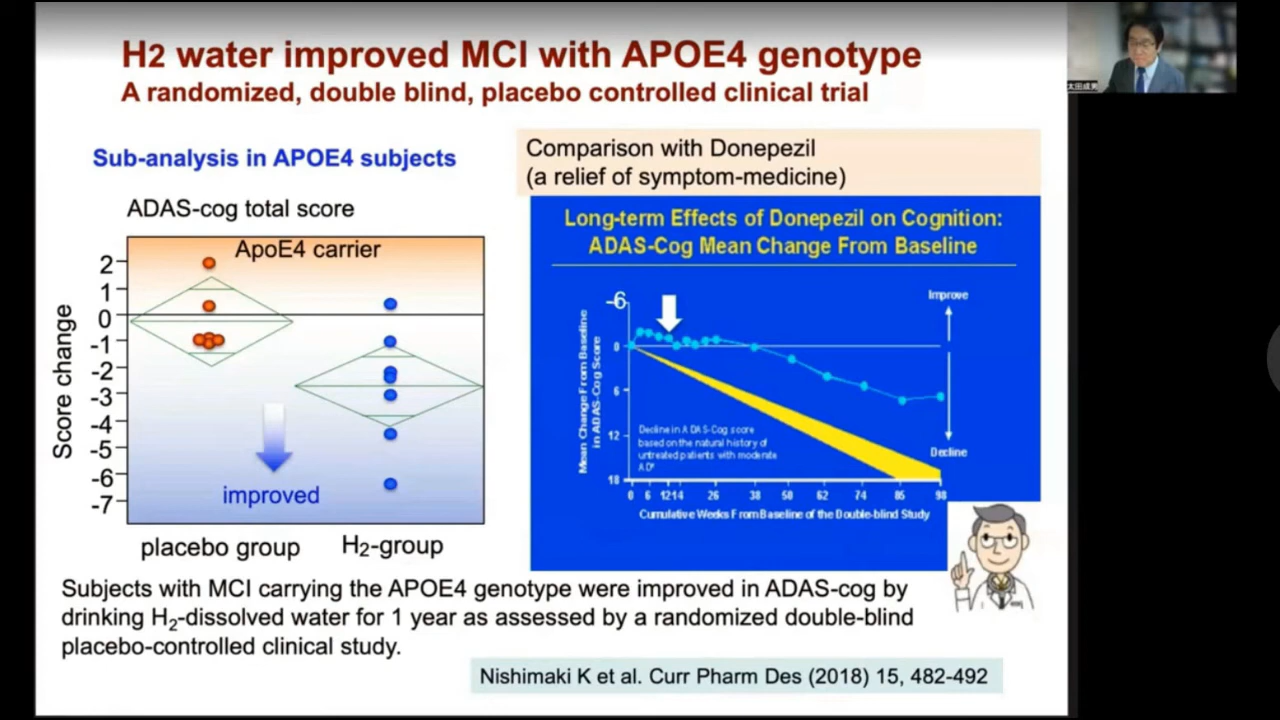 H2 water improved MCI with APOE4 genotype
A randomized, double blind, placebo controlled clinical trial
太田成男
Sub-analysis in APOE4 subjects
ADAS-cog total score
ApoE4 carrier
Score change
2
1
0
-1
-2
-3
-4
-5
-6
-7
improved
placebo group
H2-group
Comparison with Donepezil
(a relief of symptom-medicine)
Long-term Effects of Donepezil on Cognition:
ADAS-Cog Mean Change From Baseline
Mean Change From Baseline
in ADAS-Cog Score
-6
0
6
12
18
Improve
Decline
Decline in ADAS-Cog score
based on the natural history of
untreated patients with moderate
0 6 12 14 26 38 50 62 74 86 98
Cumulative Weeks From Baseline of the Double-blind Study
Subjects with MCI carrying the APOE4 genotype were improved in ADAS-cog by
drinking H2-dissolved water for 1 year as assessed by a randomized double-blind
placebo-controlled clinical study.
Nishimaki K et al. Curr Pharm Des (2018) 15, 482-492